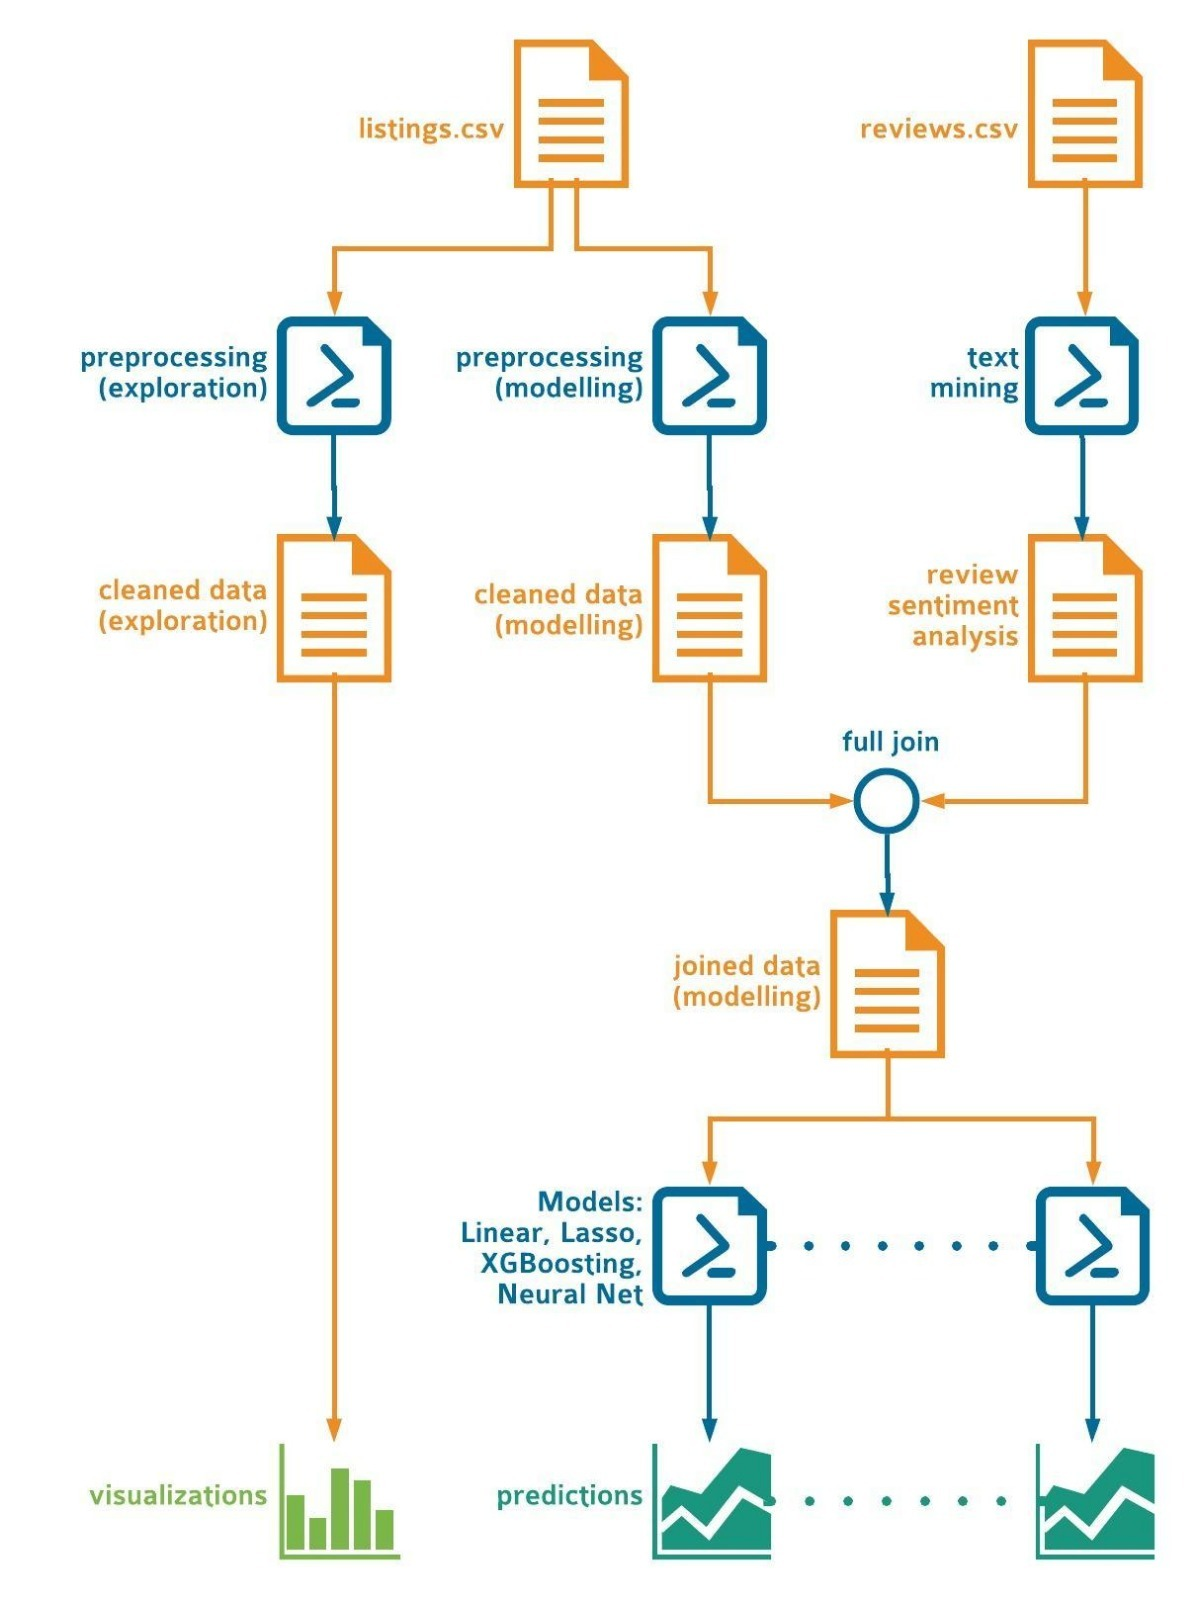 listings.csv
reviews.csv
preprocessing
(exploration)
preprocessing
(modelling)
text
mining
cleaned data
(exploration)
cleaned data
(modelling)
review
sentiment
analysis
full join
joined data
(modelling)
Models:
Linear, Lasso,
XGBoosting,
Neural Net
visualizations
predictions